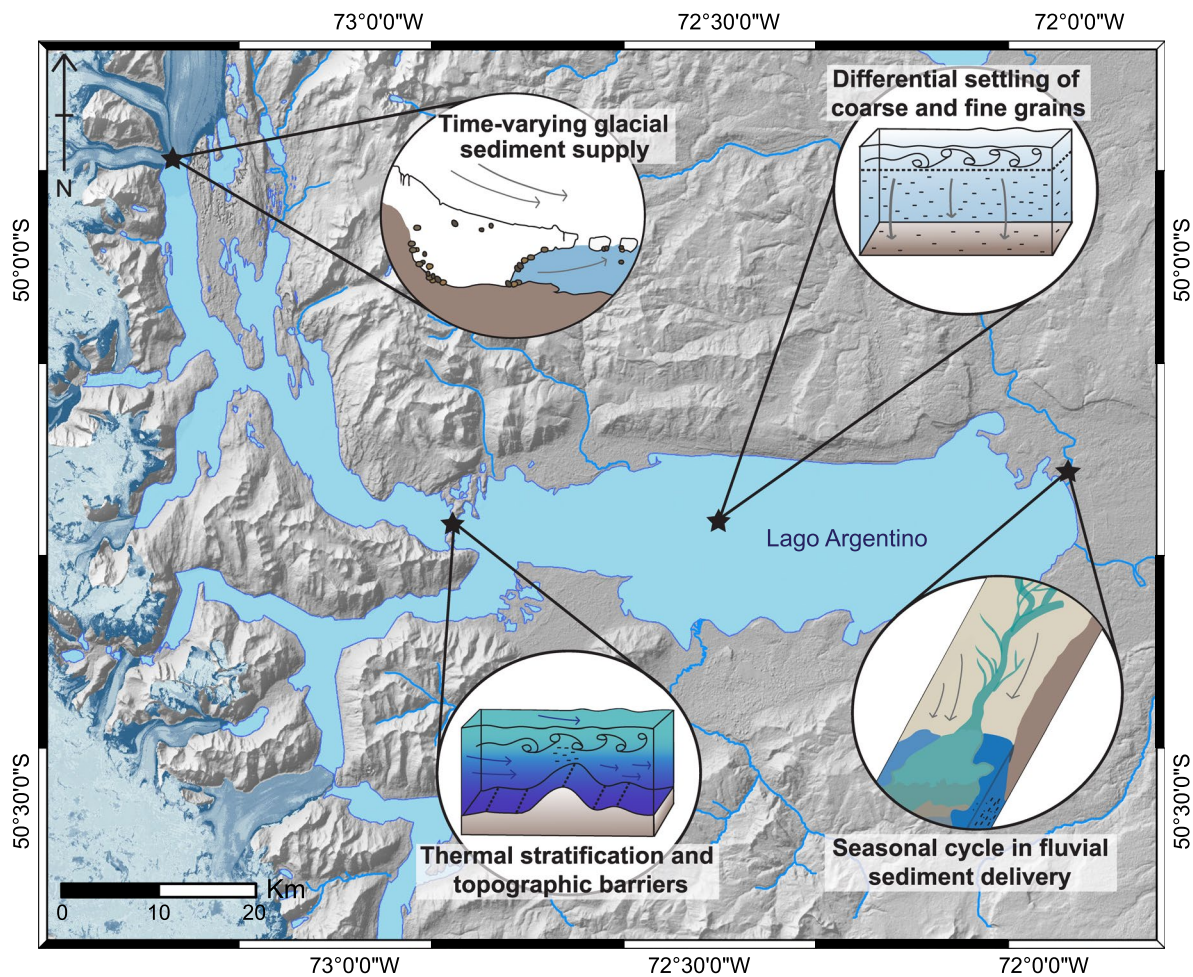 73°0'0"W
72°30'0"W
72°0'0"W
Differential settling of
coarse and fine grains
Time-varying glacial
sediment supply
N
50°0'0"S
50°0'0"S
Lago Argentino
50°30'0"S
50°30'0"S
Thermal stratification and
topographic barriers
Seasonal cycle in fluvial
sediment delivery
Km
0
10
20
73°0'0"W
72°30'0"W
72°0'0"W